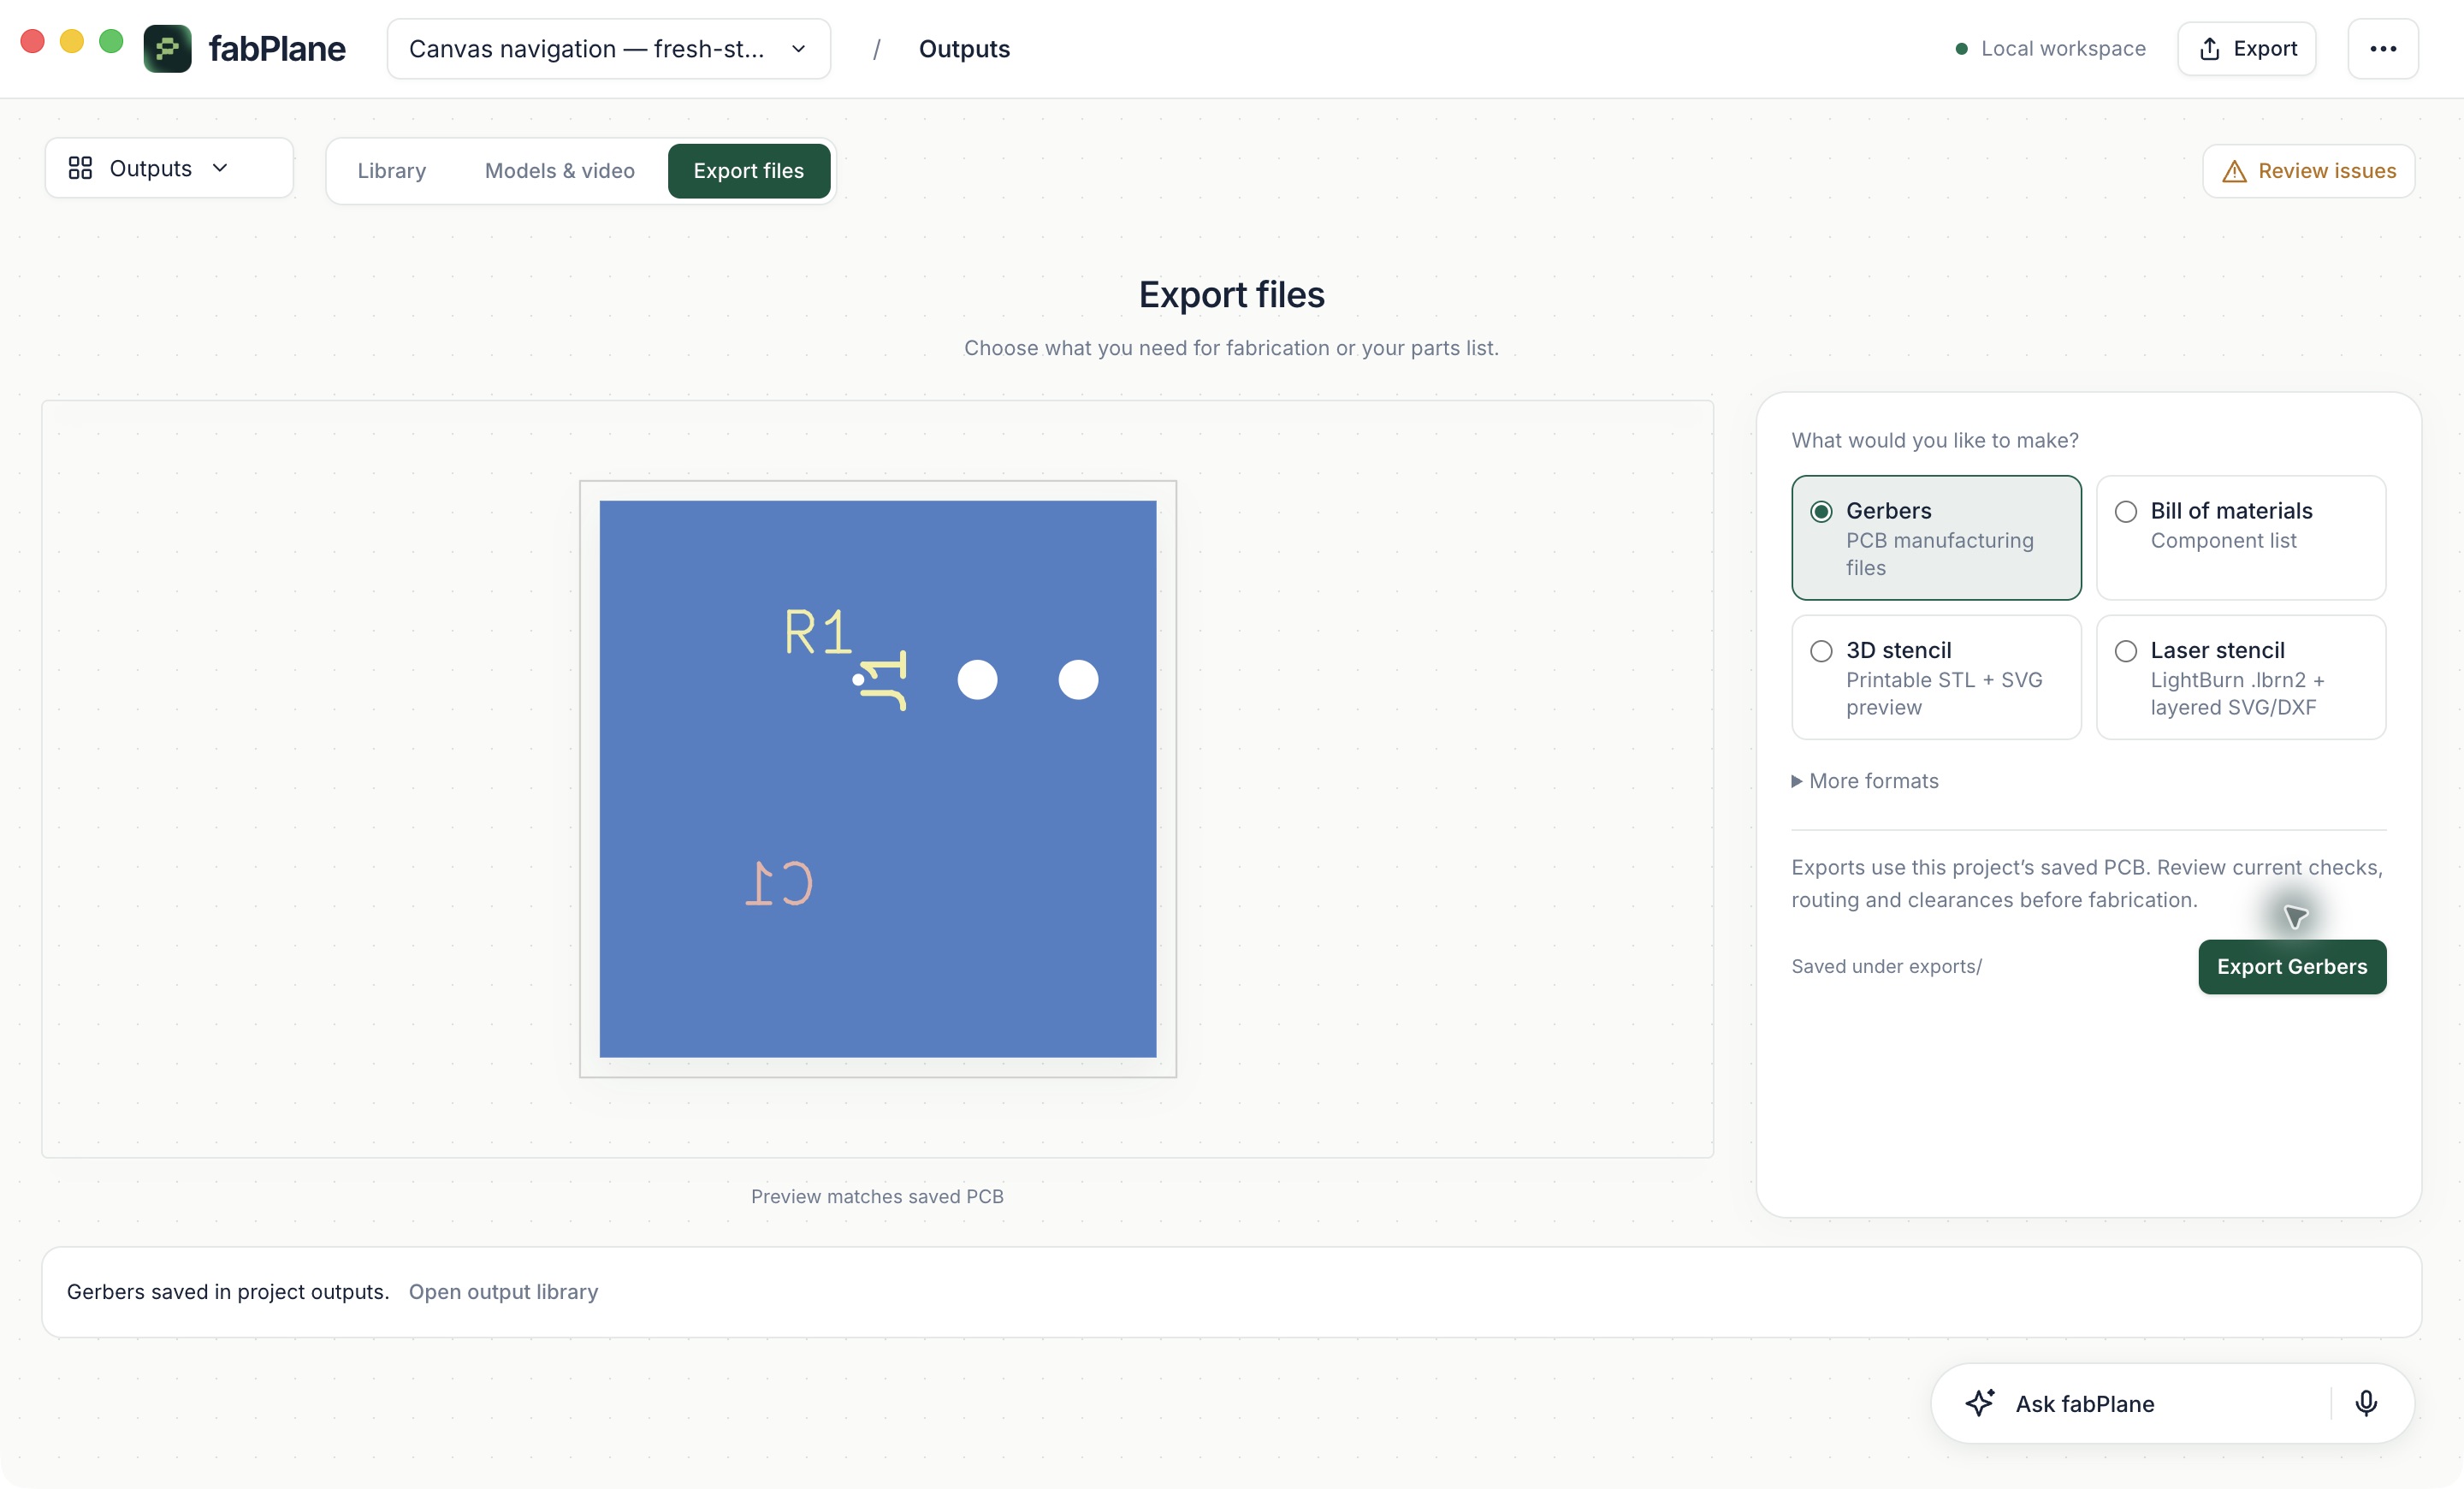 fabPlane
Canvas navigation — fresh-st...
/
Outputs
Local workspace
Export
Outputs
Library
Models & video
Export files
Review issues
Export files
Choose what you need for fabrication or your parts list.
R1
J1
C1
Preview matches saved PCB
What would you like to make?
Gerbers
PCB manufacturing
files
Bill of materials
Component list
3D stencil
Printable STL + SVG
preview
Laser stencil
LightBurn .lbrn2 +
layered SVG/DXF
More formats
Exports use this project’s saved PCB. Review current checks,
routing and clearances before fabrication.
Saved under exports/
Export Gerbers
Gerbers saved in project outputs. Open output library
Ask fabPlane